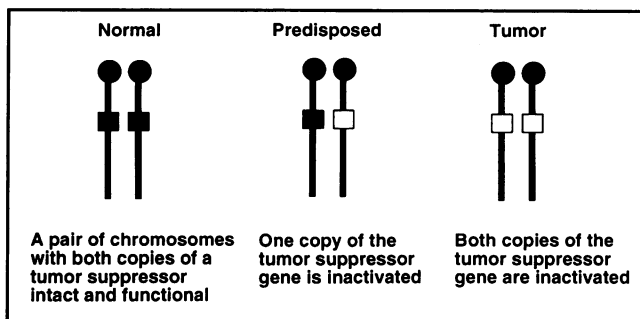 Normal
Predisposed
Tumor
A pair of chromosomes
with both copies of a
tumor suppressor
intact and functional
One copy of the
tumor suppressor
gene is inactivated
Both copies of the
tumor suppressor
gene are inactivated